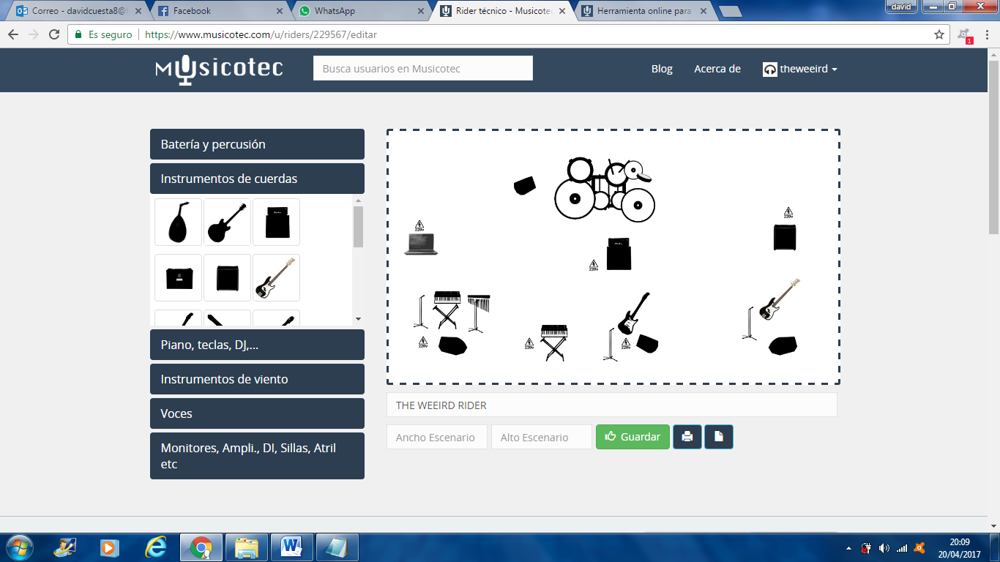 Correo - davidcuesta8@
Facebook
WhatsApp
Rider técnico - Musicotec
Herramienta online para
david
Es seguro
https://www.musicotec.com/u/riders/229567/editar
1
Musicotec
Busca usuarios en Musicotec
Blog
Acerca de
theweeird
Batería y percusión
Instrumentos de cuerdas
Piano, teclas, DJ,...
Instrumentos de viento
Voces
Monitores, Ampli., DI, Sillas, Atril
etc
220v
220v
220v
220v
220v
220v
THE WEEIRD RIDER
Ancho Escenario
Alto Escenario
Guardar
20:09
20/04/2017